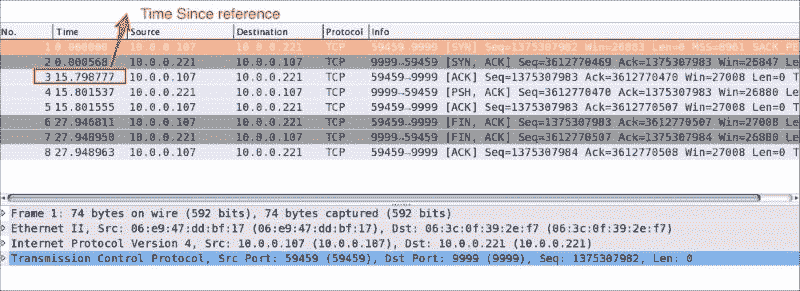 Time Since reference
No. Time Source Destination Protocol Info
1 0.000000 10.0.0.107 10.0.0.221 TCP 59459→9999 [SYN] Seq=1375307982 Win=26883 Len=0 MSS=8961 SACK_PE
2 0.000568 10.0.0.221 10.0.0.107 TCP 9999→59459 [SYN, ACK] Seq=3612770469 Ack=1375307983 Win=26847 Len
3 15.798777 10.0.0.107 10.0.0.221 TCP 59459→9999 [ACK] Seq=1375307983 Ack=3612770470 Win=27008 Len=0 T
4 15.801537 10.0.0.221 10.0.0.107 TCP 9999→59459 [PSH, ACK] Seq=3612770470 Ack=1375307983 Win=26880 L
5 15.801555 10.0.0.107 10.0.0.221 TCP 59459→9999 [ACK] Seq=1375307983 Ack=3612770507 Win=27008 Len=0 T
6 27.946811 10.0.0.107 10.0.0.221 TCP 59459→9999 [FIN, ACK] Seq=1375307983 Ack=3612770507 Win=27008 L
7 27.948950 10.0.0.221 10.0.0.107 TCP 9999→59459 [FIN, ACK] Seq=3612770507 Ack=1375307984 Win=26880 L
8 27.948963 10.0.0.107 10.0.0.221 TCP 59459→9999 [ACK] Seq=1375307984 Ack=3612770508 Win=27008 Len=0 T
Frame 1: 74 bytes on wire (592 bits), 74 bytes captured (592 bits)
Ethernet II, Src: 06:e9:47:dd:bf:17 (06:e9:47:dd:bf:17), Dst: 06:3c:0f:39:2e:f7 (06:3c:0f:39:2e:f7)
Internet Protocol Version 4, Src: 10.0.0.107 (10.0.0.107), Dst: 10.0.0.221 (10.0.0.221)
Transmission Control Protocol, Src Port: 59459 (59459), Dst Port: 9999 (9999), Seq: 1375307982, Len: 0